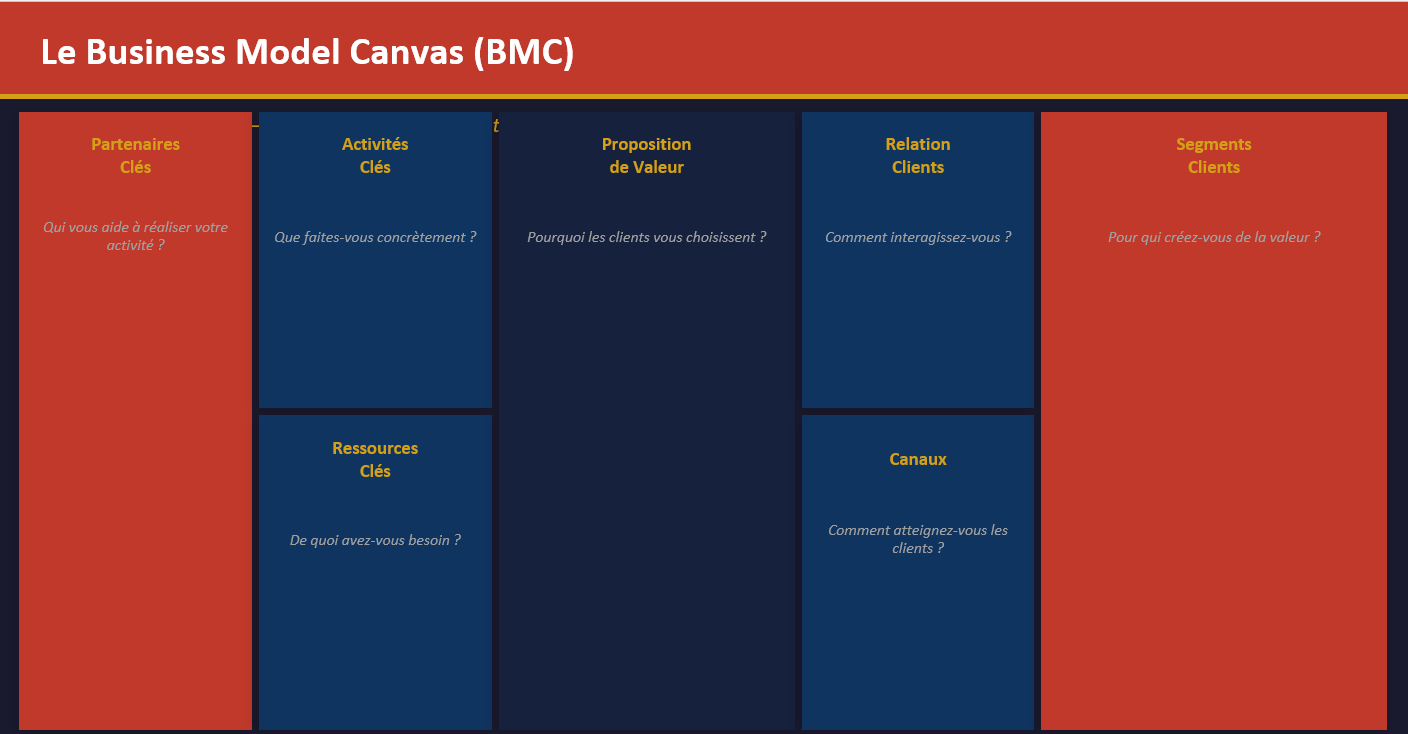 Le Business Model Canvas (BMC)
Partenaires
Clés
Qui vous aide à réaliser votre
activité ?
Activités
Clés
Que faites-vous concrètement ?
Ressources
Clés
De quoi avez-vous besoin ?
Proposition
de Valeur
Pourquoi les clients vous choisissent ?
Relation
Clients
Comment interagissez-vous ?
Canaux
Comment atteignez-vous les
clients ?
Segments
Clients
Pour qui créez-vous de la valeur ?